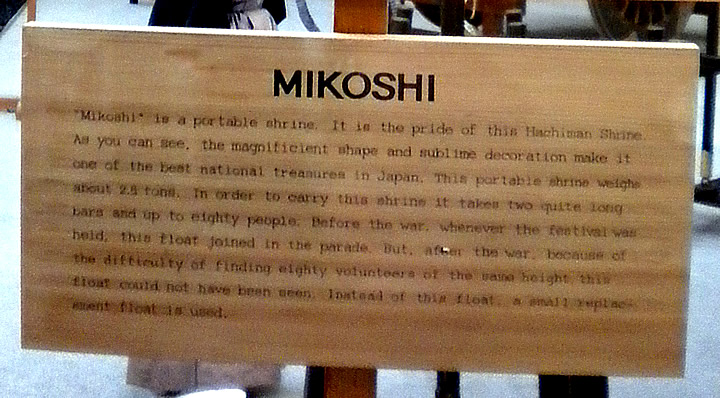 MIKOSHI
"Mikoshi" is a portable shrine. It is the pride of this Hachiman Shrine.
As you can see, the magnificient shape and sublime decoration make it
one of the best national treasures in Japan. This portable shrine weighs
about 2.5 tons. In order to carry this shrine it takes two quite long
bars and up to eighty people. Before the war, whenever the festival was
held, this float joined in the parade. But, after the war, because of
the difficulty of finding eighty volunteers of the same height this
float could not have been seen. Instead of this float, a small replac-
ement float is used.